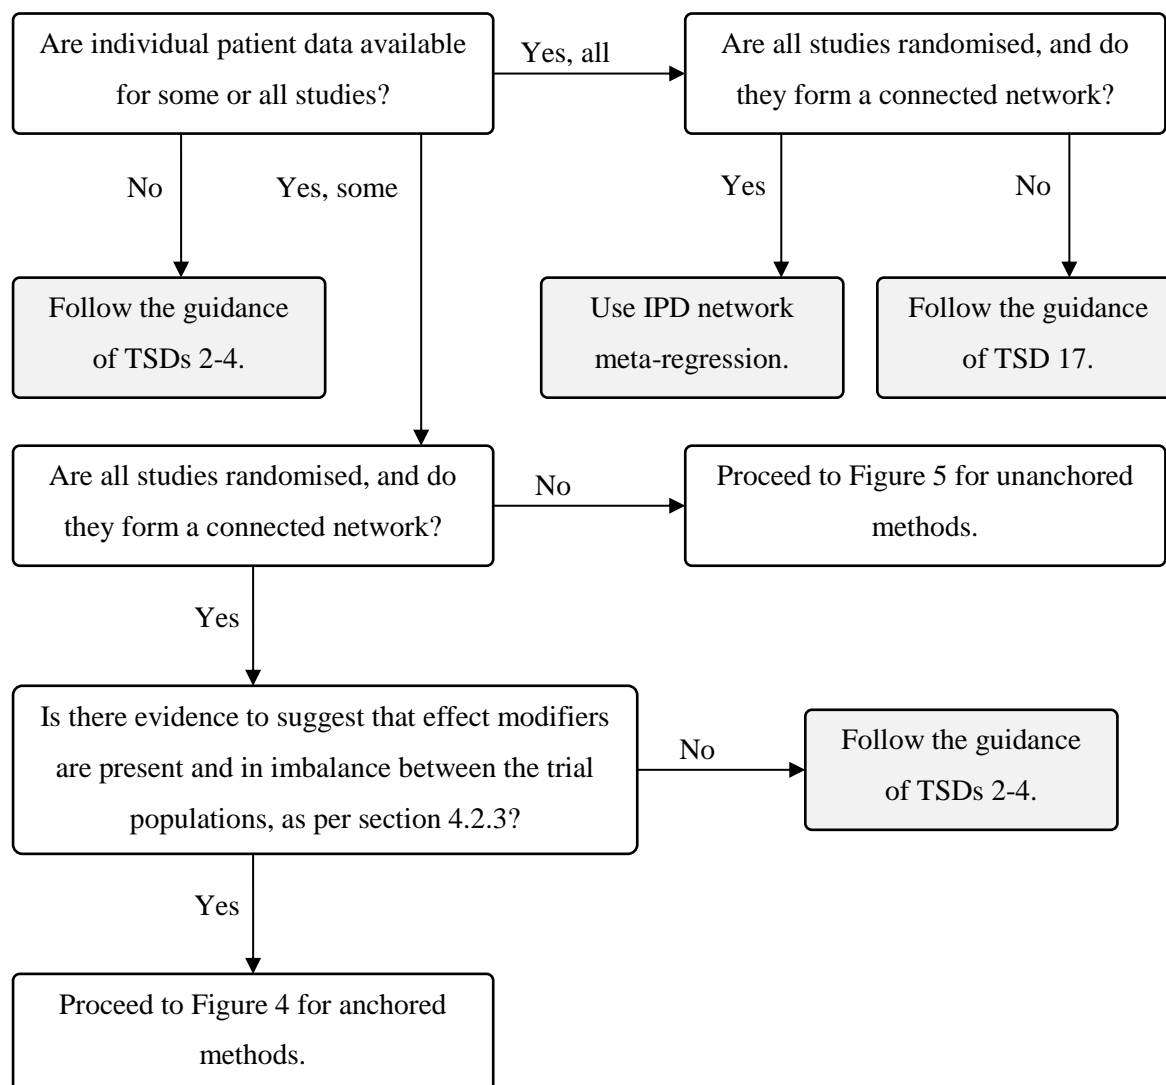 Are individual patient data available
for some or all studies?
Yes, all
Are all studies randomised, and do
they form a connected network?
No
Yes, some
Yes
No
Follow the guidance
of TSDs 2-4.
Use IPD network
meta-regression.
Follow the guidance
of TSD 17.
Are all studies randomised, and do
they form a connected network?
No
Proceed to Figure 5 for unanchored
methods.
Yes
Is there evidence to suggest that effect modifiers
are present and in imbalance between the trial
populations, as per section 4.2.3?
No
Follow the guidance
of TSDs 2-4.
Yes
Proceed to Figure 4 for anchored
methods.